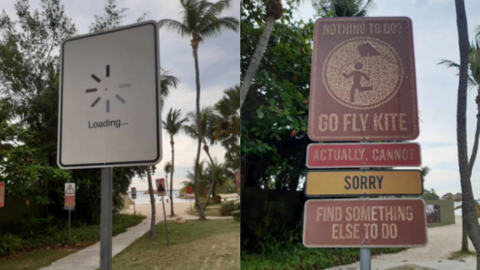 Loading...
NOTHING TO DO?
GO FLY KITE
ACTUALLY, CANNOT
SORRY
FIND SOMETHING
ELSE TO DO